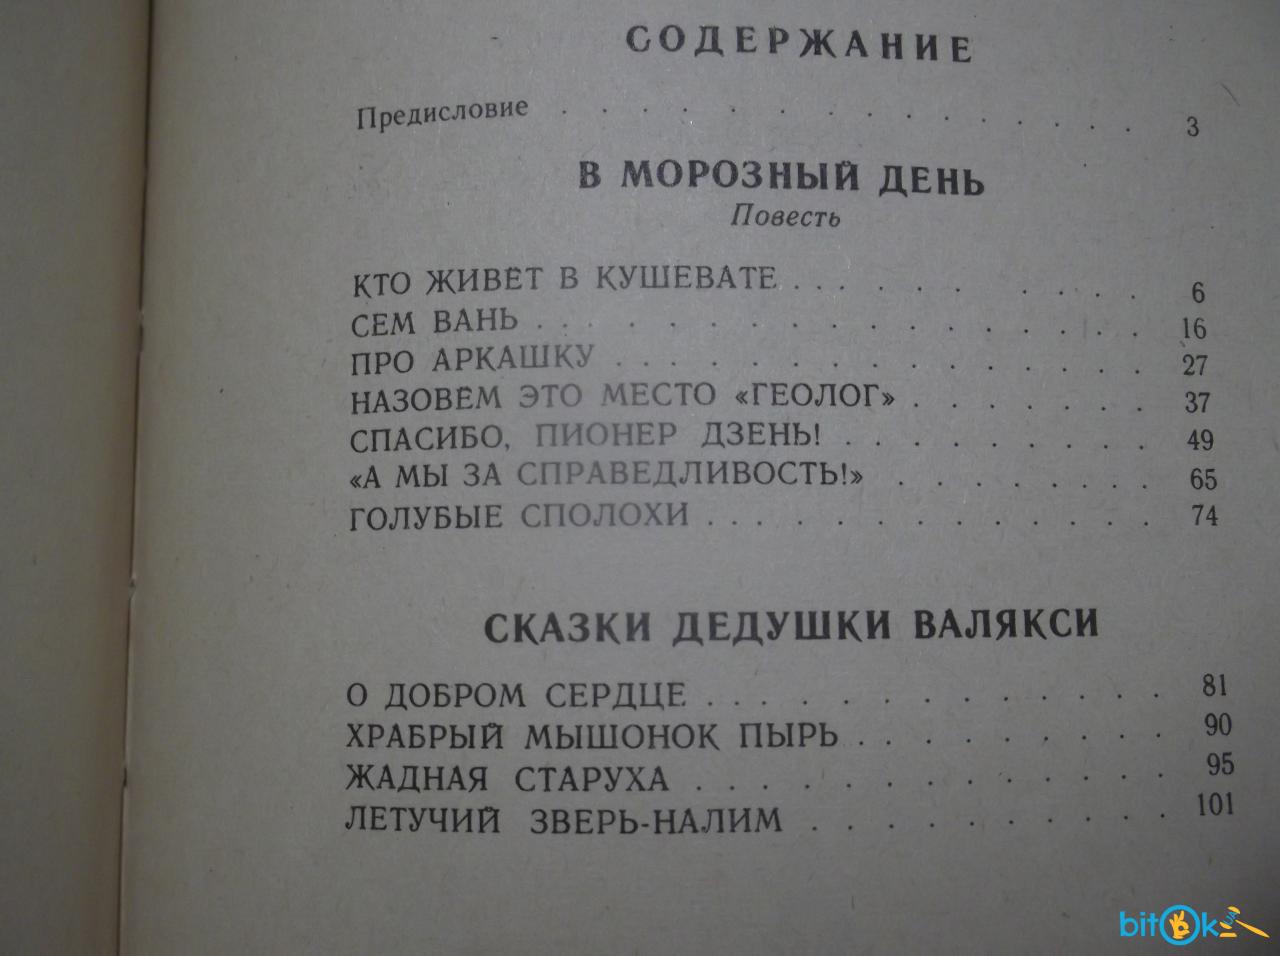 СОДЕРЖАНИЕ
Предисловие . . . . . . . . . . . . . . 3
В МОРОЗНЫЙ ДЕНЬ
Повесть
КТО ЖИВЁТ В КУШЕВАТЕ . . . . . . . . 6
СЕМ ВАНЬ . . . . . . . . . . . . . . 16
ПРО АРКАШКУ . . . . . . . . . . . . 27
НАЗОВЁМ ЭТО МЕСТО «ГЕОЛОГ» . . . . . . 37
СПАСИБО, ПИОНЕР ДЗЕНЬ! . . . . . . . 49
«А МЫ ЗА СПРАВЕДЛИВОСТЬ!» . . . . . . 65
ГОЛУБЫЕ СПОЛОХИ . . . . . . . . . . 74
СКАЗКИ ДЕДУШКИ ВАЛЯКСИ
О ДОБРОМ СЕРДЦЕ . . . . . . . . . . 81
ХРАБРЫЙ МЫШОНОК ПЫРЬ . . . . . . . 90
ЖАДНАЯ СТАРУХА . . . . . . . . . . 95
ЛЕТУЧИЙ ЗВЕРЬ-НАЛИМ . . . . . . . . 101
bitok